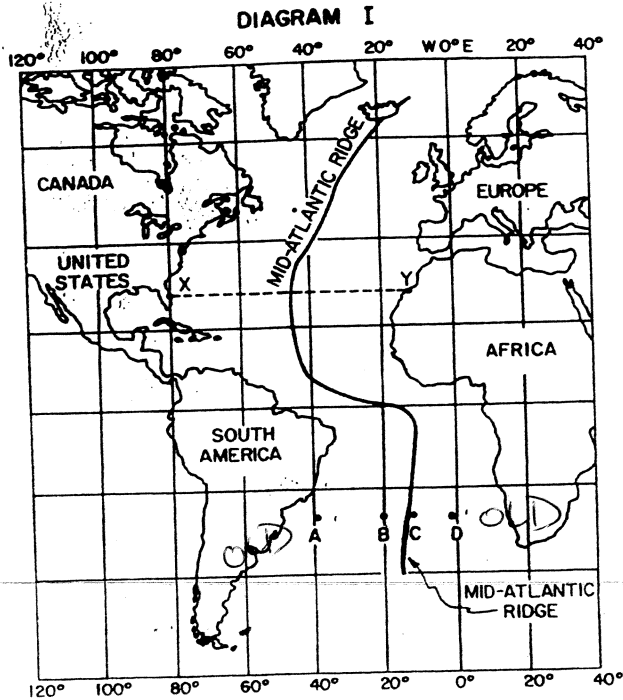 DIAGRAM I
120° 100° 80° 60° 40° 20° W 0° E 20° 40°
MID-ATLANTIC RIDGE
CANADA
EUROPE
UNITED
STATES
X
Y
AFRICA
SOUTH
AMERICA
A B C D
OLD
OLD
MID-ATLANTIC
RIDGE
120° 100° 80° 60° 40° 20° 0° 20° 40°